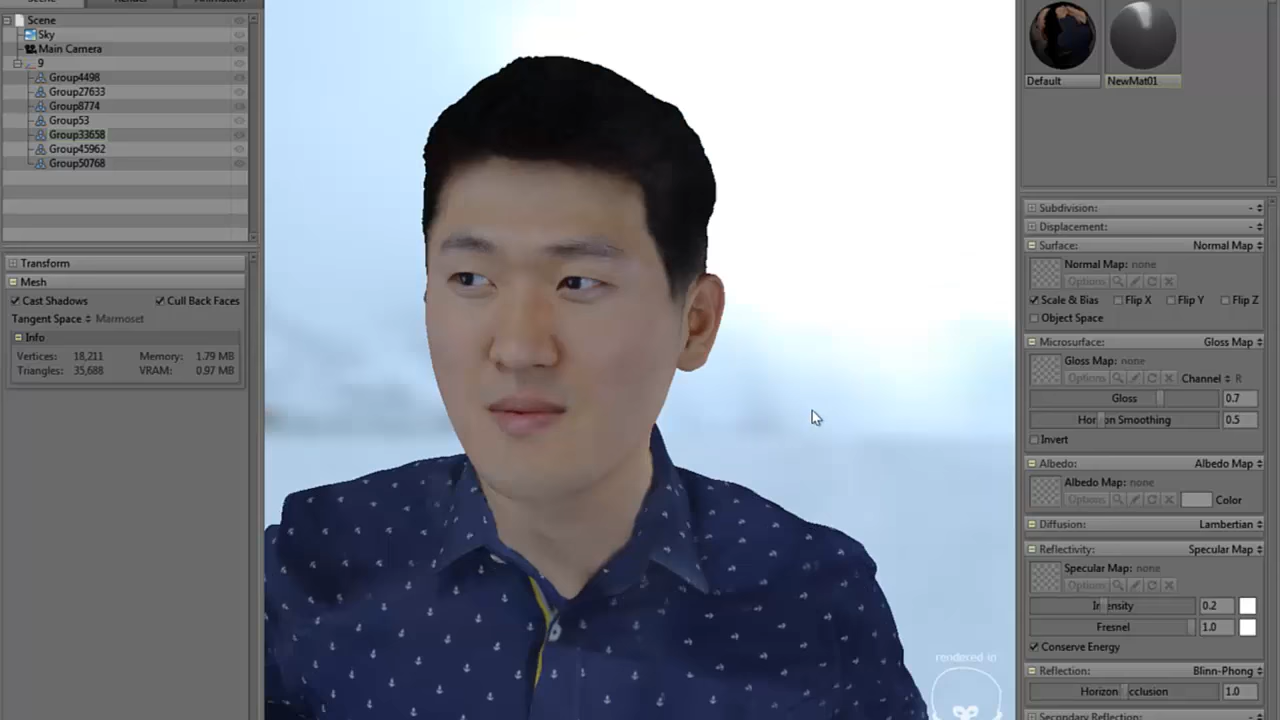 Scene
Sky
Main Camera
9
Group4498
Group27633
Group8774
Group53
Group33658
Group45962
Group50768
Transform
Mesh
Cast Shadows
Cull Back Faces
Tangent Space
Marmoset
Info
Vertices: 18,211
Memory: 1.79 MB
Triangles: 35,688
VRAM: 0.97 MB
rendered in
Default
NewMat01
Subdivision: -
Displacement: -
Surface: Normal Map
Normal Map: none
Options
Scale & Bias
Flip X
Flip Y
Flip Z
Object Space
Microsurface: Gloss Map
Gloss Map: none
Options
Channel
R
Gloss 0.7
Smoothing 0.5
Invert
Albedo: Albedo Map
Albedo Map: none
Options
Color
Diffusion: Lambertian
Reflectivity: Specular Map
Specular Map: none
Options
Intensity 0.2
Fresnel 1.0
Conserve Energy
Reflection: Blinn-Phong
Horizon Occlusion 1.0